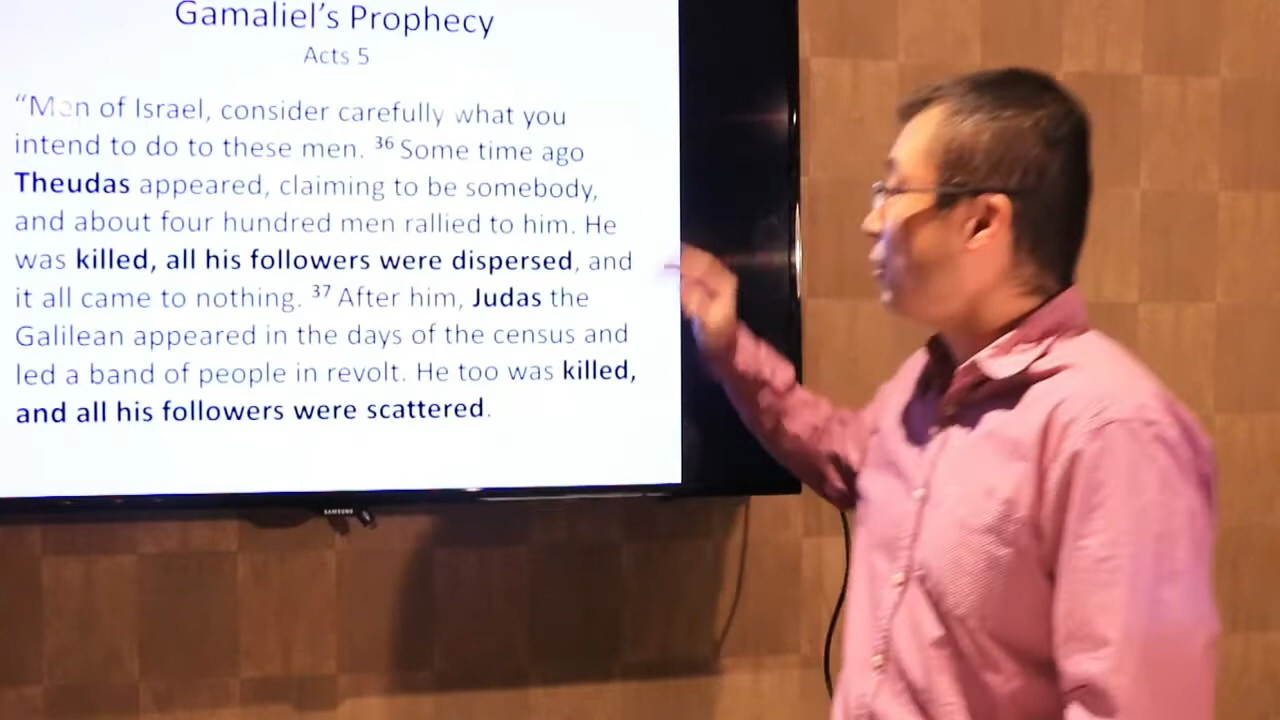 Gamaliel's Prophecy
Acts 5
“Men of Israel, consider carefully what you
intend to do to these men. 36 Some time ago
Theudas appeared, claiming to be somebody,
and about four hundred men rallied to him. He
was killed, all his followers were dispersed, and
it all came to nothing. 37 After him, Judas the
Galilean appeared in the days of the census and
led a band of people in revolt. He too was killed,
and all his followers were scattered.
SAMSUNG